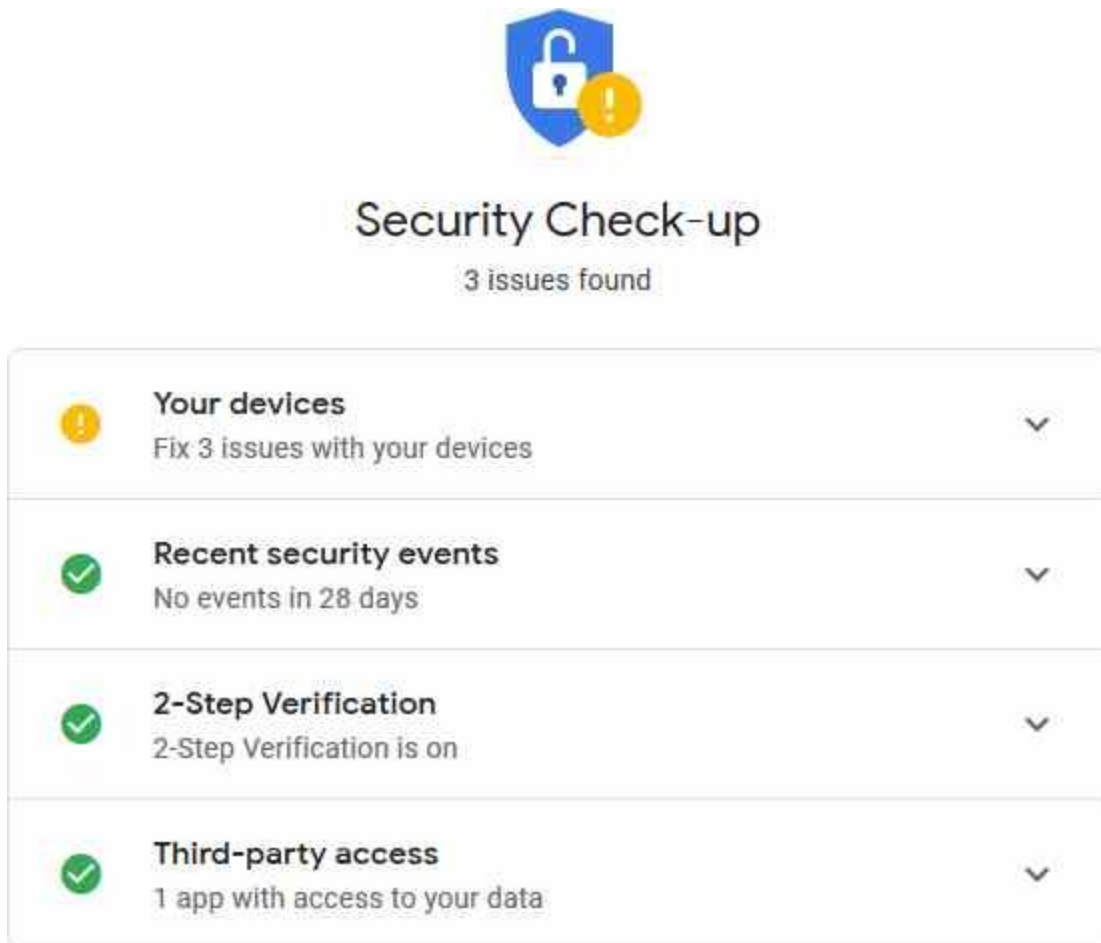 Security Check-up
3 issues found
Your devices
Fix 3 issues with your devices
Recent security events
No events in 28 days
2-Step Verification
2-Step Verification is on
Third-party access
1 app with access to your data